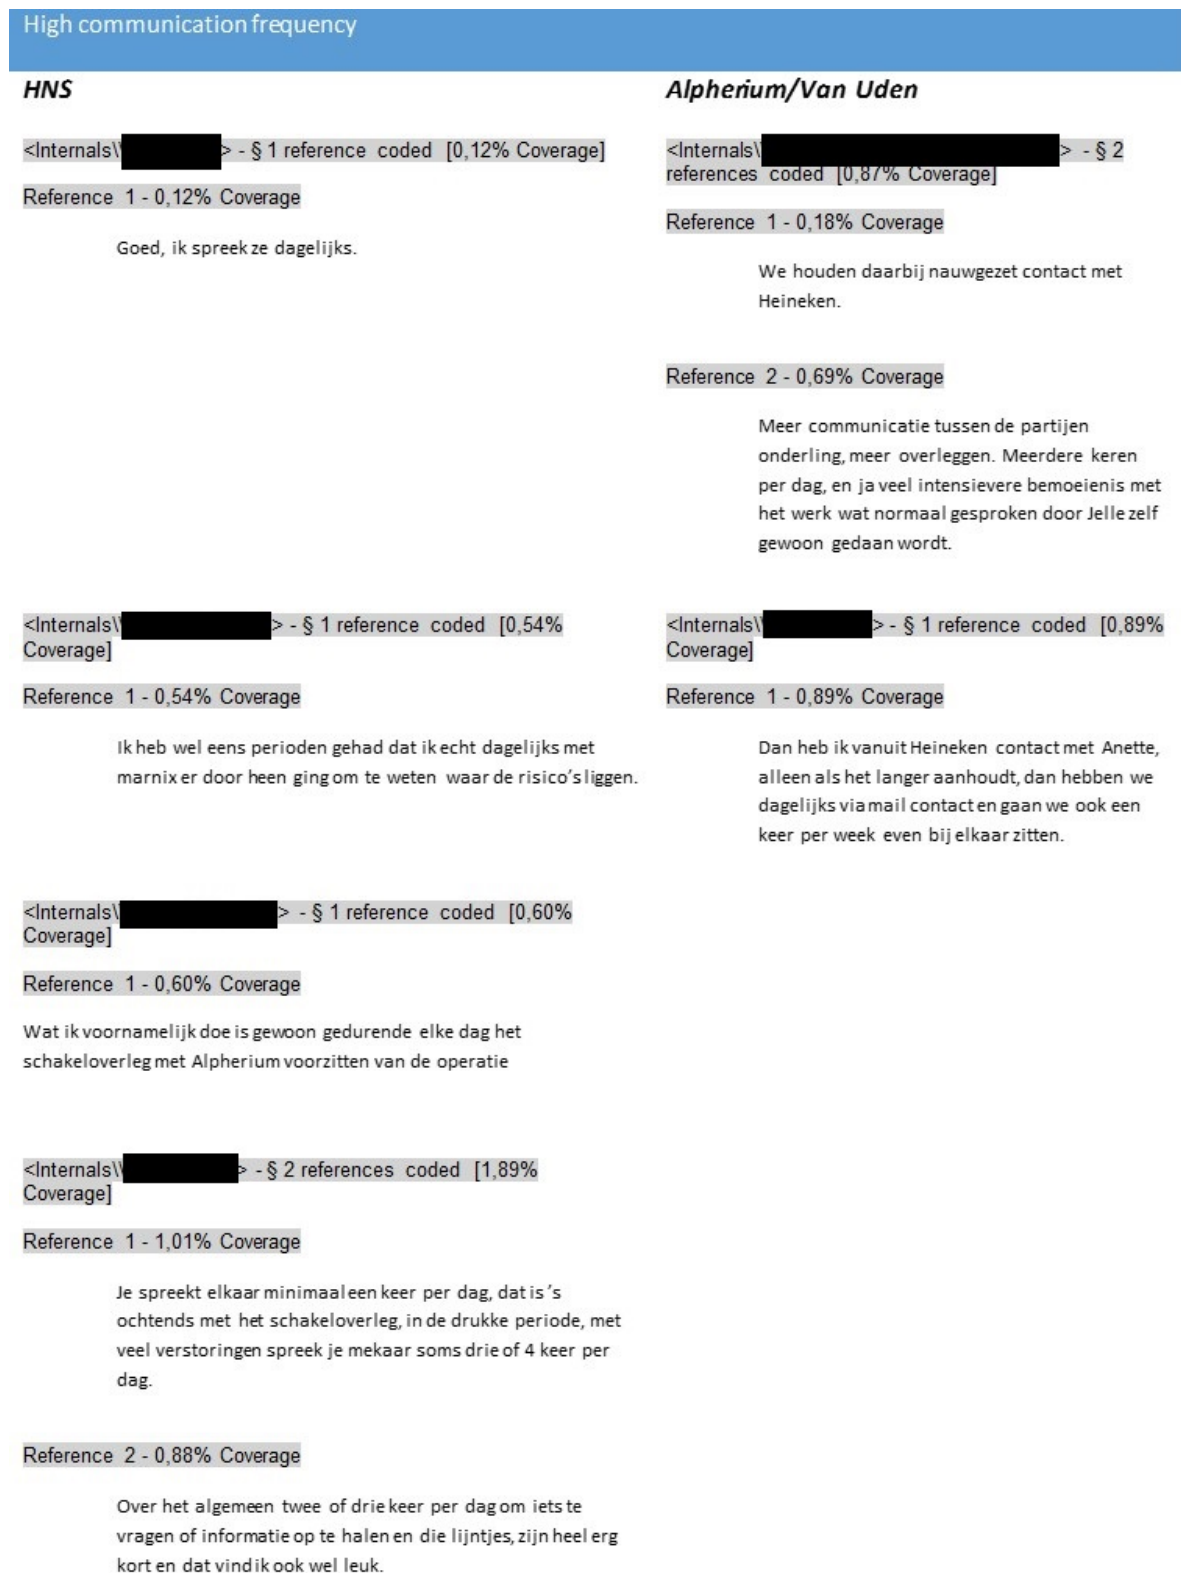 High communication frequency
HNS
<Internals\\ > - § 1 reference coded [0,12% Coverage]
Reference 1 - 0,12% Coverage
Goed, ik spreek ze dagelijks.
<Internals\\ > - § 1 reference coded [0,54%
Coverage]
Reference 1 - 0,54% Coverage
Ik heb wel eens perioden gehad dat ik echt dagelijks met
marnix er door heen ging om te weten waar de risico’s liggen.
<Internals\\ > - § 1 reference coded [0,60%
Coverage]
Reference 1 - 0,60% Coverage
Wat ik voornamelijk doe is gewoon gedurende elke dag het
schakeloverleg met Alpherium voorzitten van de operatie
<Internals\\ > - § 2 references coded [1,89%
Coverage]
Reference 1 - 1,01% Coverage
Je spreekt elkaar minimaal een keer per dag, dat is ’s
ochtends met het schakeloverleg, in de drukke periode, met
veel verstoringen spreek je mekaar soms drie of 4 keer per
dag.
Reference 2 - 0,88% Coverage
Over het algemeen twee of drie keer per dag om iets te
vragen of informatie op te halen en die lijntjes, zijn heel erg
kort en dat vind ik ook wel leuk.
Alpherium/Van Uden
<Internals\ > - § 2
references coded [0,87% Coverage]
Reference 1 - 0,18% Coverage
We houden daarbij nauwgezet contact met
Heineken.
Reference 2 - 0,69% Coverage
Meer communicatie tussen de partijen
onderling, meer overleggen. Meerdere keren
per dag, en ja veel intensievere bemoeienis met
het werk wat normaal gesproken door Jelle zelf
gewoon gedaan wordt.
<Internals\\ > - § 1 reference coded [0,89%
Coverage]
Reference 1 - 0,89% Coverage
Dan heb ik vanuit Heineken contact met Anette,
alleen als het langer aanhoudt, dan hebben we
dagelijks via mail contact en gaan we ook een
keer per week even bij elkaar zitten.